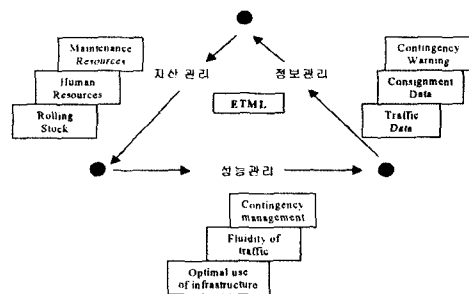 Maintenance
Resources
Human
Resources
Rolling
Stock
자산 관리
정보관리
ETML
Contingency
Warning
Consignment
Data
Traffic
Data
성능관리
Contingency
management
Fluidity of
traffic
Optimal use
of infrastructure